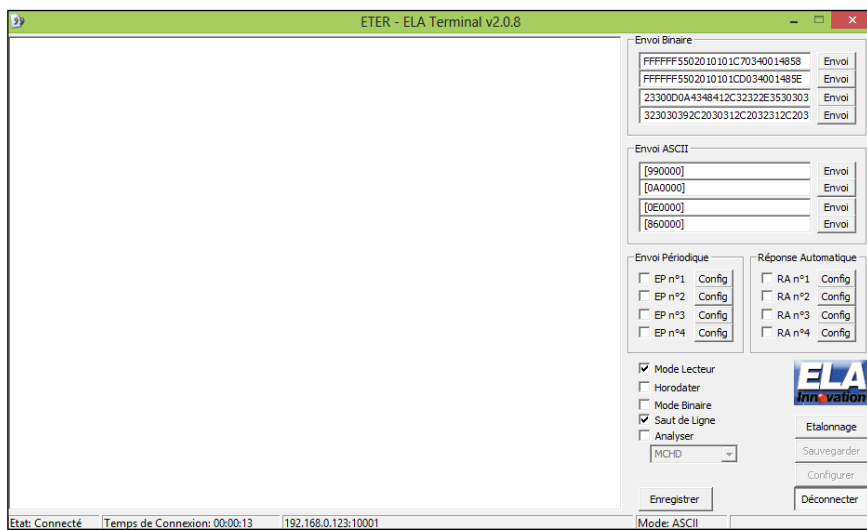 ETER - ELA Terminal v2.0.8
Envoi Binaire
FFFFFF5502010101C70340014858 Envoi
FFFFFF5502010101CD034001485E Envoi
23300D0A4348412C32322E3530303 Envoi
323030392C2030312C2032312C203 Envoi
Envoi ASCII
[990000] Envoi
[0A0000] Envoi
[0E0000] Envoi
[860000] Envoi
Envoi Périodique
EP n°1 Config
EP n°2 Config
EP n°3 Config
EP n°4 Config
Réponse Automatique
RA n°1 Config
RA n°2 Config
RA n°3 Config
RA n°4 Config
Mode Lecteur
Horodater
Mode Binaire
Saut de Ligne
Analyser
MCHD
ELA
Innovation
Etalonnage
Sauvegarder
Configurer
Enregistrer
Déconnecter
Etat: Connecté Temps de Connexion: 00:00:13 192.168.0.123:10001 Mode: ASCII